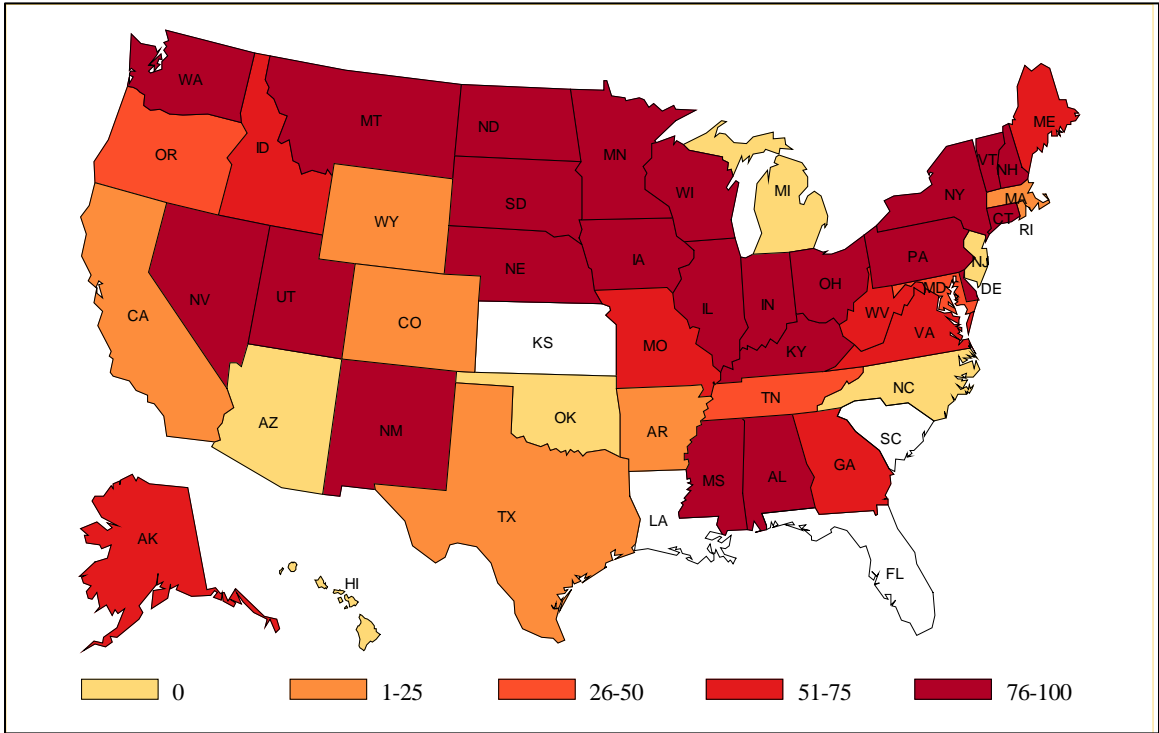 WA
MT
ND
MN
ME
OR
ID
WI
VT
NH
NY
MI
SD
WY
MA
CT
RI
IA
PA
NJ
NE
OH
DE
MD
NV
UT
IL
IN
WV
CA
CO
KS
MO
KY
VA
AZ
OK
TN
NC
NM
AR
SC
GA
MS
AL
TX
LA
AK
FL
HI
0
1-25
26-50
51-75
76-100